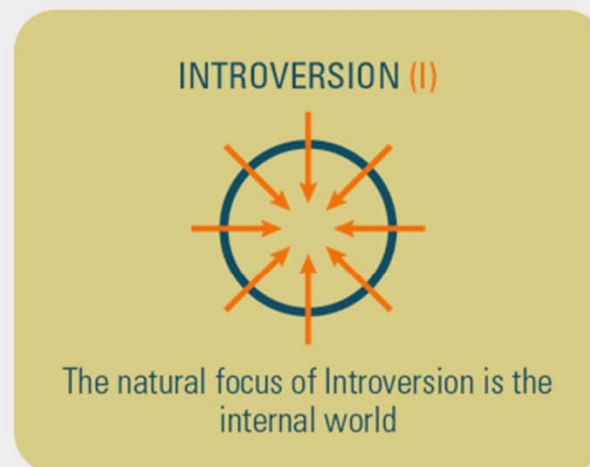 INTROVERSION (I)
The natural focus of Introversion is the
internal world